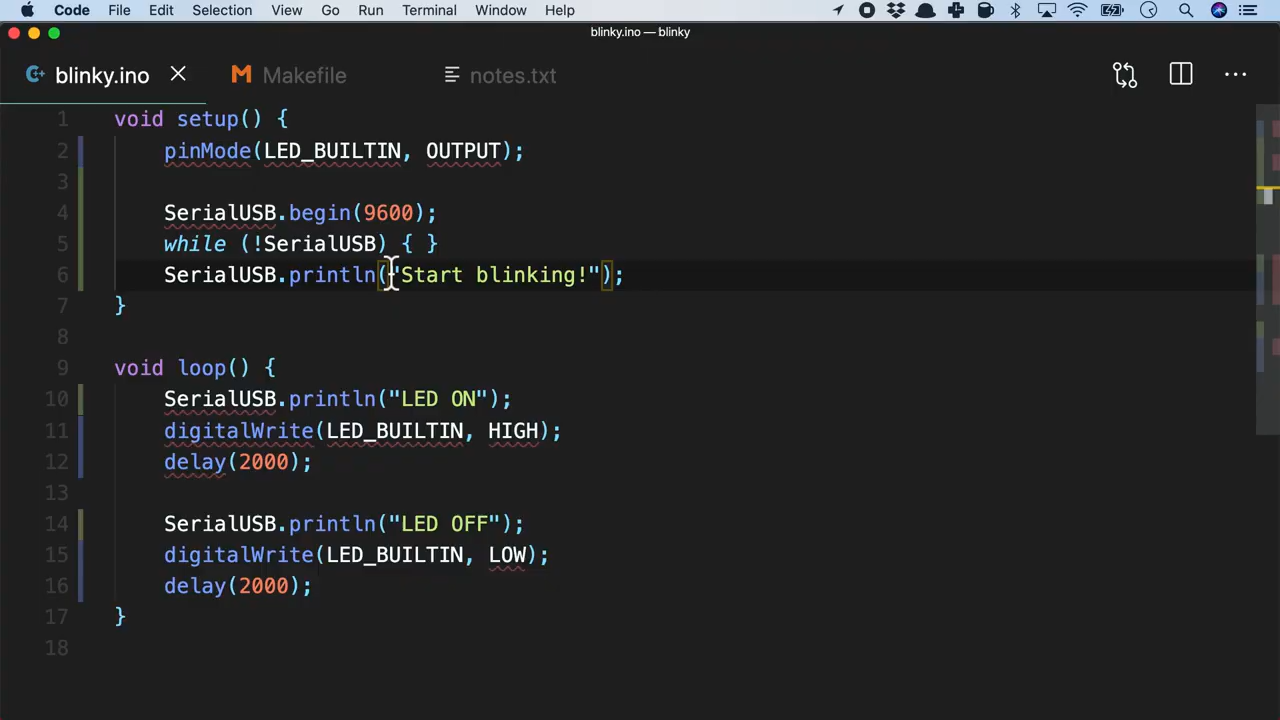 Code File Edit Selection View Go Run Terminal Window Help
blinky.ino — blinky
blinky.ino Makefile notes.txt
1 void setup() {
2 pinMode(LED_BUILTIN, OUTPUT);
3
4 SerialUSB.begin(9600);
5 while (!SerialUSB) { }
6 SerialUSB.println("Start blinking!");
7 }
8
9 void loop() {
10 SerialUSB.println("LED ON");
11 digitalWrite(LED_BUILTIN, HIGH);
12 delay(2000);
13
14 SerialUSB.println("LED OFF");
15 digitalWrite(LED_BUILTIN, LOW);
16 delay(2000);
17 }
18